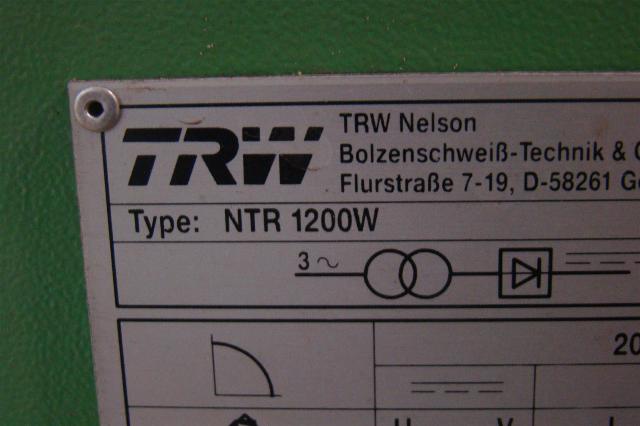 TRW
TRW Nelson
Bolzenschweiß-Technik &
Flurstraße 7-19, D-58261
Type: NTR 1200W
3 ~
20